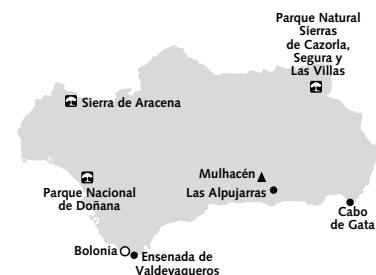 Parque Natural
Sierras
de Cazorla,
Segura y
Las Villas
Sierra de Aracena
Mulhacén
Las Alpujarras
Parque Nacional
de Doñana
Cabo
de Gata
Bolonia
Ensenada de
Valdevaqueros